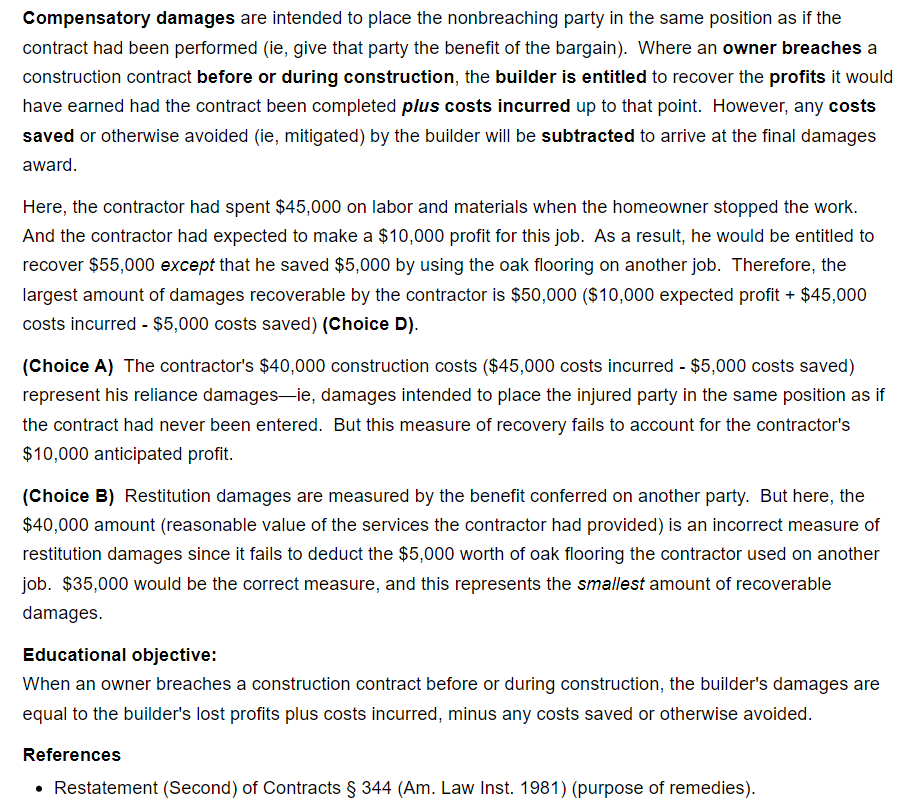 Compensatory damages are intended to place the nonbreaching party in the same position as if the
contract had been performed (ie, give that party the benefit of the bargain).  Where an owner breaches a
construction contract before or during construction, the builder is entitled to recover the profits it would
have earned had the contract been completed plus costs incurred up to that point.  However, any costs
saved or otherwise avoided (ie, mitigated) by the builder will be subtracted to arrive at the final damages
award.
Here, the contractor had spent $45,000 on labor and materials when the homeowner stopped the work.
And the contractor had expected to make a $10,000 profit for this job.  As a result, he would be entitled to
recover $55,000 except that he saved $5,000 by using the oak flooring on another job.  Therefore, the
largest amount of damages recoverable by the contractor is $50,000 ($10,000 expected profit + $45,000
costs incurred - $5,000 costs saved) (Choice D).
(Choice A)  The contractor's $40,000 construction costs ($45,000 costs incurred - $5,000 costs saved)
represent his reliance damages—ie, damages intended to place the injured party in the same position as if
the contract had never been entered.  But this measure of recovery fails to account for the contractor's
$10,000 anticipated profit.
(Choice B)  Restitution damages are measured by the benefit conferred on another party.  But here, the
$40,000 amount (reasonable value of the services the contractor had provided) is an incorrect measure of
restitution damages since it fails to deduct the $5,000 worth of oak flooring the contractor used on another
job.  $35,000 would be the correct measure, and this represents the smallest amount of recoverable
damages.
Educational objective:
When an owner breaches a construction contract before or during construction, the builder's damages are
equal to the builder's lost profits plus costs incurred, minus any costs saved or otherwise avoided.
References
• Restatement (Second) of Contracts § 344 (Am. Law Inst. 1981) (purpose of remedies).